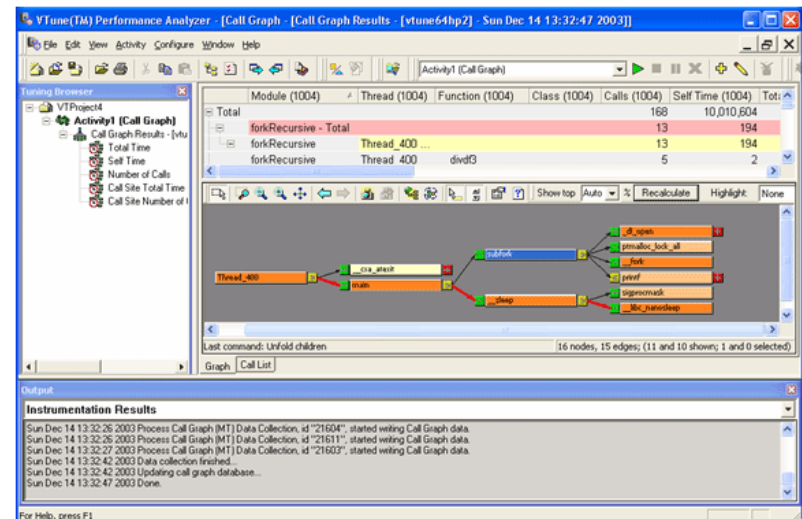 VTune(TM) Performance Analyzer - [Call Graph - [Call Graph Results - [vtune64hp2] - Sun Dec 14 13:32:47 2003]]
File Edit View Activity Configure Window Help
Activity1 (Call Graph)
Tuning Browser
VTProject4
Activity1 (Call Graph)
Call Graph Results - [vtu
Total Time
Self Time
Number of Calls
Call Site Total Time
Call Site Number of
Module (1004) Thread (1004) Function (1004) Class (1004) Calls (1004) Self Time (1004) Tota
Total 168 10,010,604
forkRecursive - Total 13 194
forkRecursive Thread_400 ... 13 194
forkRecursive Thread 400 divdf3 5 2
Show top Auto % Recalculate Highlight: None
_dl_open
subfork ptmalloc_lock_all
__fork
Thread_400 __cxa_atexit printf
main sigprocmask
__sleep __libc_nanosleep
Last command: Unfold children 16 nodes, 15 edges; (11 and 10 shown; 1 and 0 selected)
Graph Call List
Output
Instrumentation Results
Sun Dec 14 13:32:26 2003 Process Call Graph (MT) Data Collection, id "21604", started writing Call Graph data.
Sun Dec 14 13:32:26 2003 Process Call Graph (MT) Data Collection, id "21611", started writing Call Graph data.
Sun Dec 14 13:32:27 2003 Process Call Graph (MT) Data Collection, id "21603", started writing Call Graph data.
Sun Dec 14 13:32:42 2003 Data collection finished...
Sun Dec 14 13:32:42 2003 Updating call graph database...
Sun Dec 14 13:32:47 2003 Done.
For Help, press F1